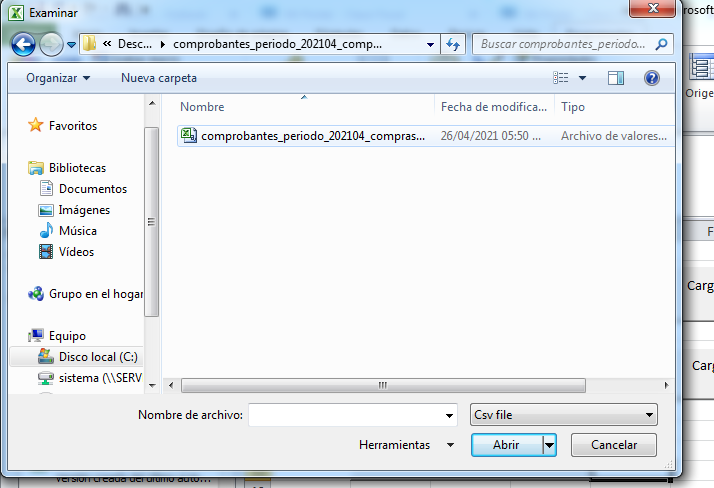 Examinar
rosoft
« Desc... ▸ comprobantes_periodo_202104_comp...
Buscar comprobantes_periodo...
Organizar
Nueva carpeta
Orige
Nombre
Fecha de modifica...
Tipo
comprobantes_periodo_202104_compras...
26/04/2021 05:50 ...
Archivo de valores...
Favoritos
Bibliotecas
Documentos
Imágenes
Música
Vídeos
F
Grupo en el hogar
Carg
Equipo
Disco local (C:)
sistema (\\SERV
Carg
Nombre de archivo:
Csv file
Herramientas
Abrir
Cancelar
versión creada del último auto...